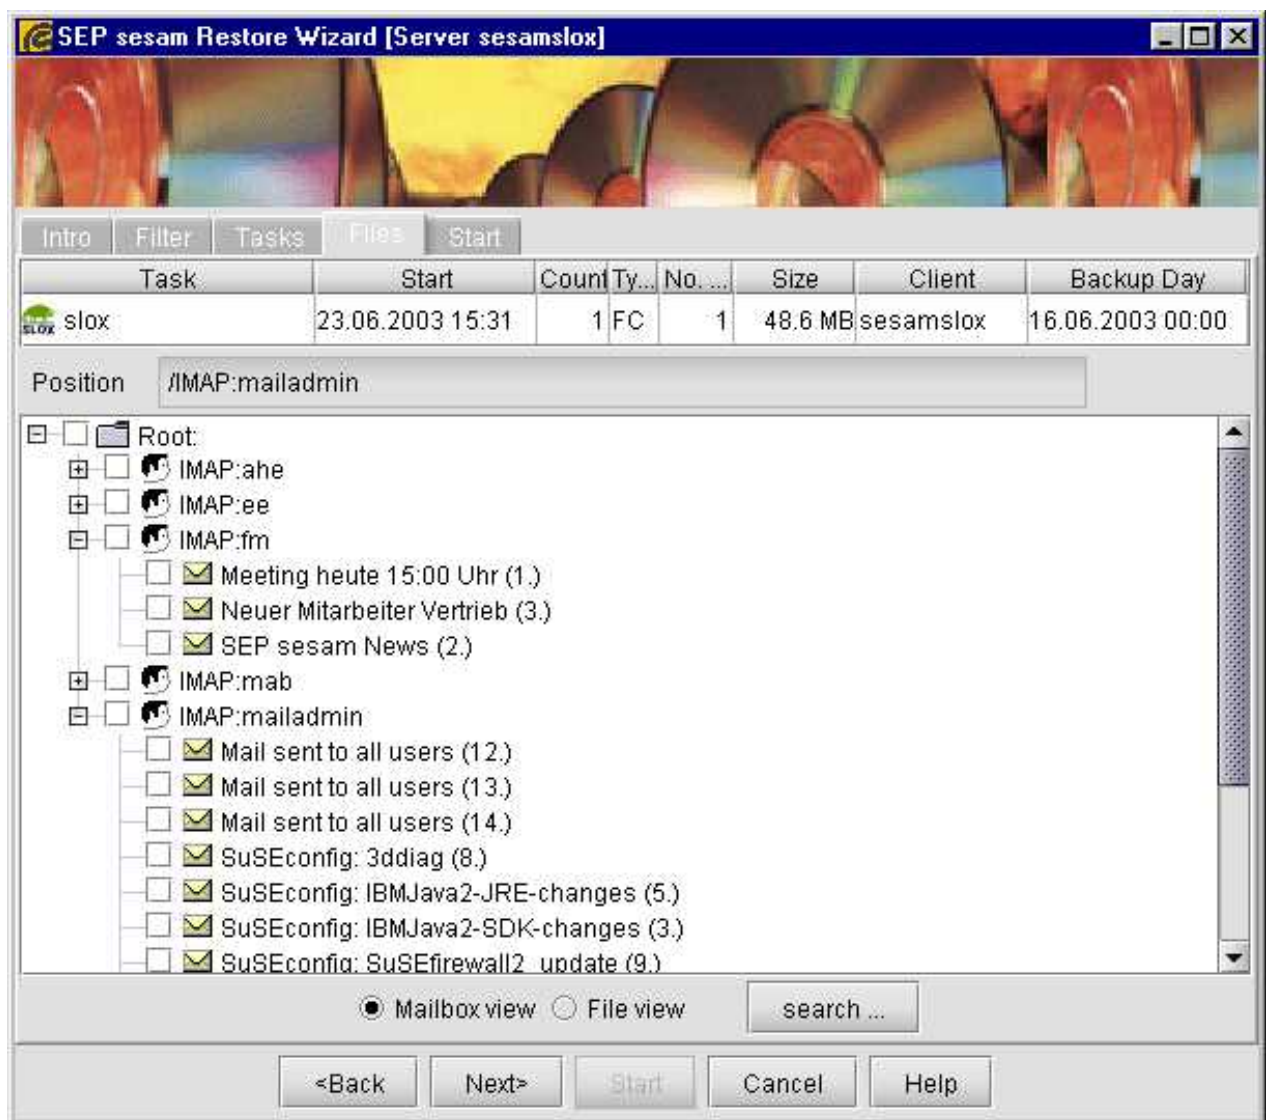 SEP sesam Restore Wizard [Server sesamslox]
Intro Filter Tasks Files Start
Task Start Count Ty... No. ... Size Client Backup Day
SLOX slox 23.06.2003 15:31 1 FC 1 48.6 MB sesamslox 16.06.2003 00:00
Position /IMAP:mailadmin
Root:
IMAP:ahe
IMAP:ee
IMAP:fm
Meeting heute 15:00 Uhr (1.)
Neuer Mitarbeiter Vertrieb (3.)
SEP sesam News (2.)
IMAP:mab
IMAP:mailadmin
Mail sent to all users (12.)
Mail sent to all users (13.)
Mail sent to all users (14.)
SuSEconfig: 3ddiag (8.)
SuSEconfig: IBMJava2-JRE-changes (5.)
SuSEconfig: IBMJava2-SDK-changes (3.)
SuSEconfig: SuSEfirewall2_update (9.)
Mailbox view File view search ...
<Back Next> Start Cancel Help